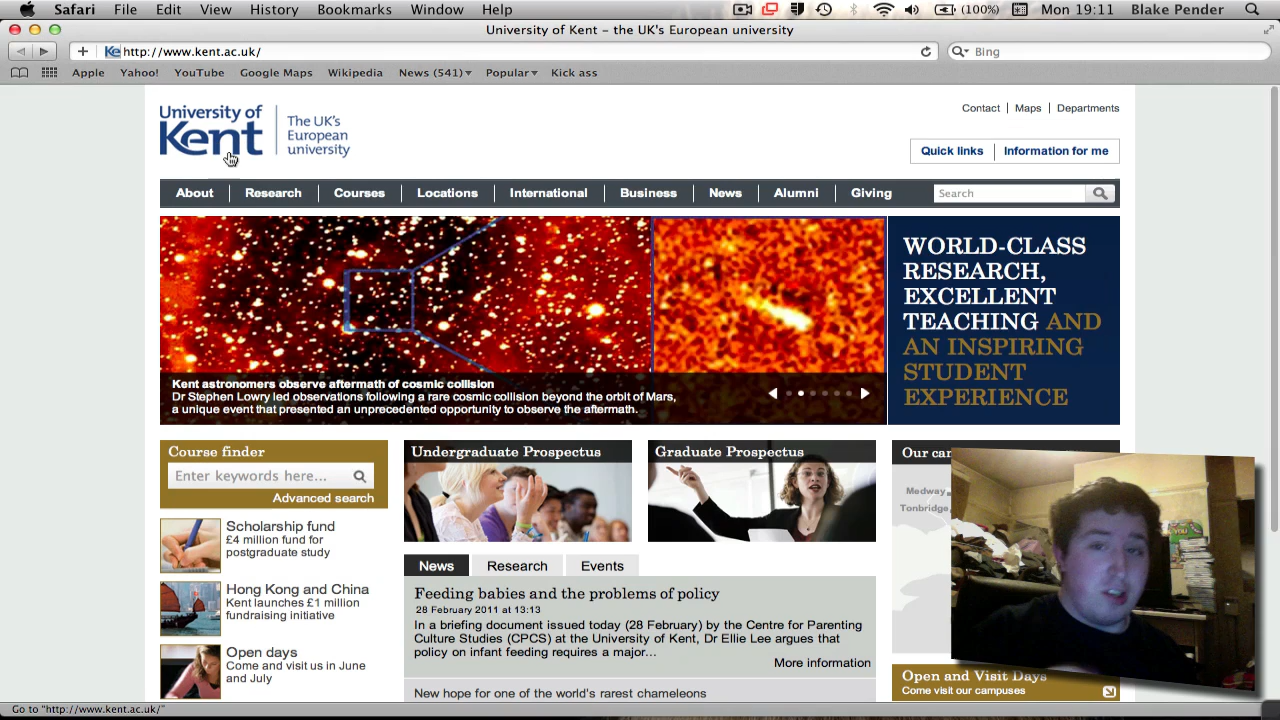 Safari File Edit View History Bookmarks Window Help (100%) Mon 19:11 Blake Pender
University of Kent – the UK's European university
Ke http://www.kent.ac.uk/ Bing
Apple Yahoo! YouTube Google Maps Wikipedia News (541) Popular Kick ass
Contact Maps Departments
University of
Kent
The UK's
European
university
Quick links Information for me
About Research Courses Locations International Business News Alumni Giving Search
WORLD-CLASS
RESEARCH,
EXCELLENT
TEACHING AND
AN INSPIRING
STUDENT
EXPERIENCE
Kent astronomers observe aftermath of cosmic collision
Dr Stephen Lowry led observations following a rare cosmic collision beyond the orbit of Mars,
a unique event that presented an unprecedented opportunity to observe the aftermath.
Course finder
Enter keywords here...
Advanced search
Undergraduate Prospectus
Graduate Prospectus
Our
Medway
Tonbridge
Scholarship fund
£4 million fund for
postgraduate study
Hong Kong and China
Kent launches £1 million
fundraising initiative
Open days
Come and visit us in June
and July
News Research Events
Feeding babies and the problems of policy
28 February 2011 at 13:13
In a briefing document issued today (28 February) by the Centre for Parenting
Culture Studies (CPCS) at the University of Kent, Dr Ellie Lee argues that
policy on infant feeding requires a major...
More information
New hope for one of the world's rarest chameleons
Open and Visit Days
Come visit our campuses
Go to "http://www.kent.ac.uk/"